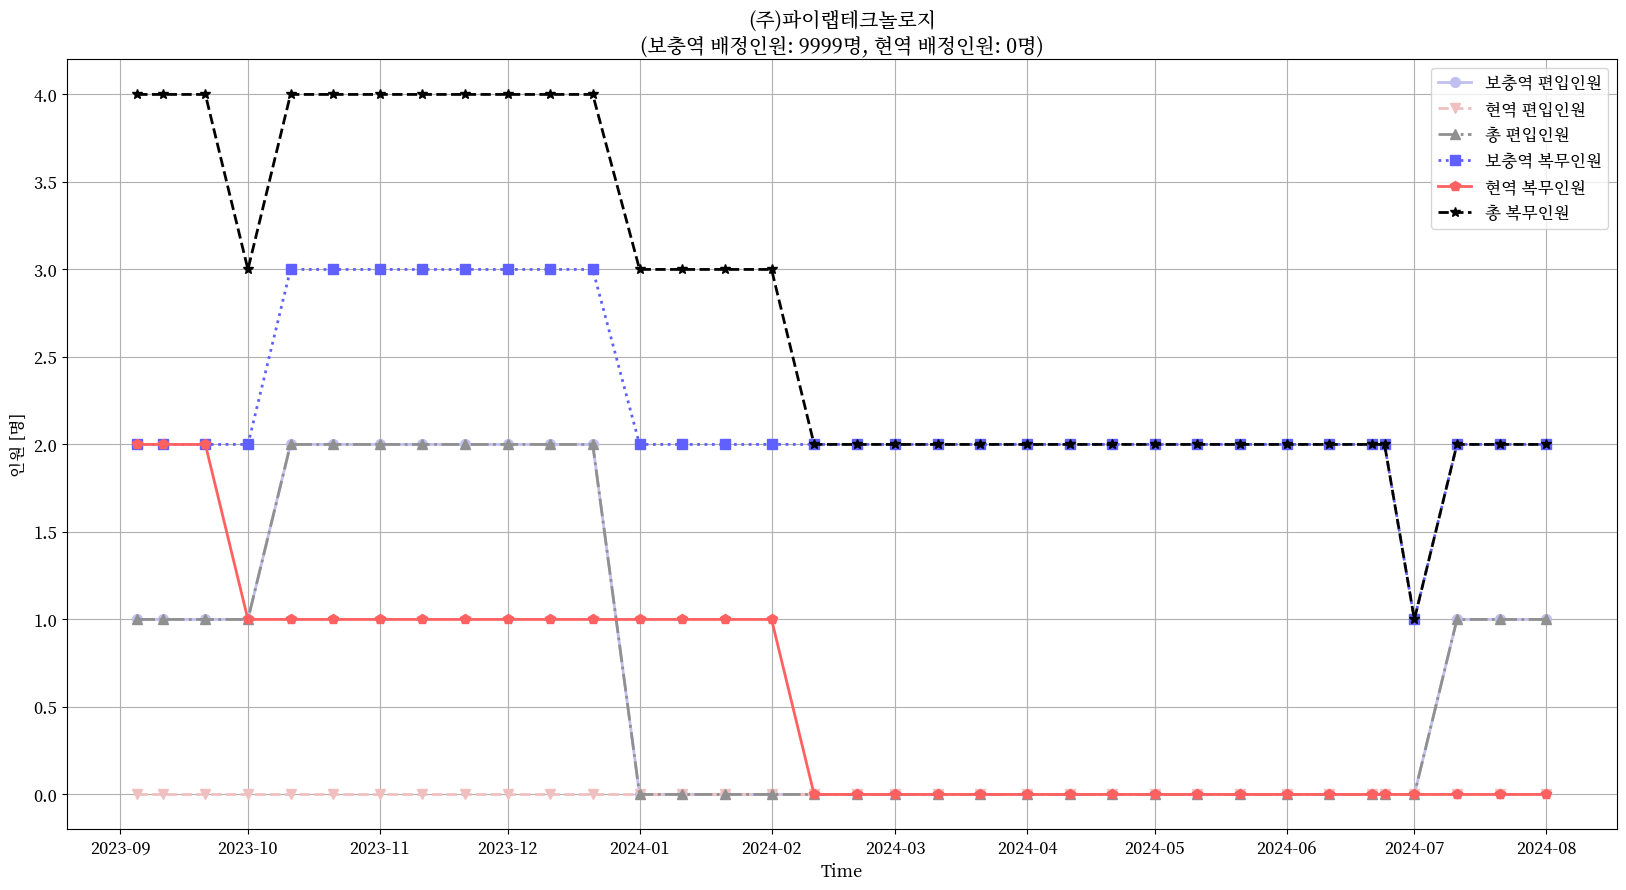 (주)파이랩테크놀로지
(보충역 배정인원: 9999명, 현역 배정인원: 0명)
보충역 편입인원
현역 편입인원
총 편입인원
보충역 복무인원
현역 복무인원
총 복무인원
인원 [명]
4.0
3.5
3.0
2.5
2.0
1.5
1.0
0.5
0.0
2023-09 2023-10 2023-11 2023-12 2024-01 2024-02 2024-03 2024-04 2024-05 2024-06 2024-07 2024-08
Time